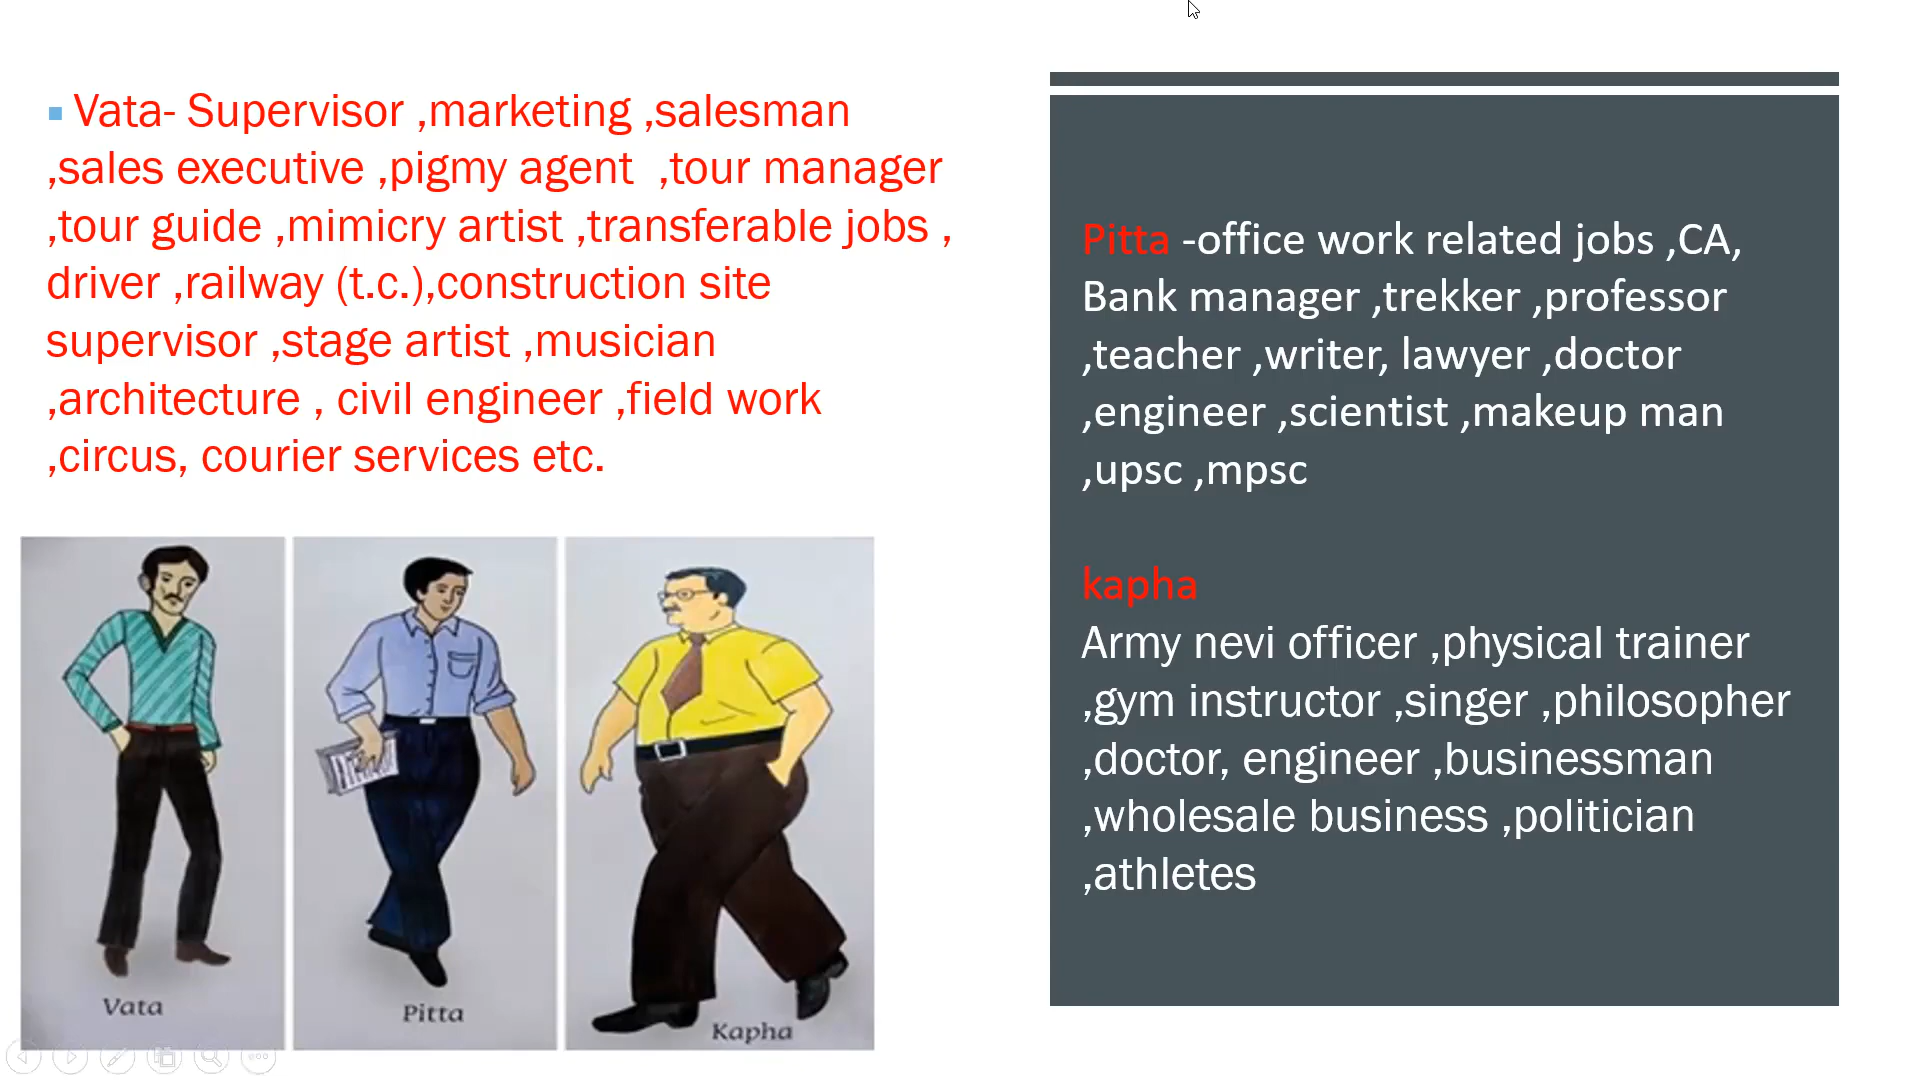 Vata- Supervisor ,marketing ,salesman
,sales executive ,pigmy agent ,tour manager
,tour guide ,mimicry artist ,transferable jobs ,
driver ,railway (t.c.),construction site
supervisor ,stage artist ,musician
,architecture , civil engineer ,field work
,circus, courier services etc.
Vata
Pitta
Kapha
Pitta -office work related jobs ,CA,
Bank manager ,trekker ,professor
,teacher ,writer, lawyer ,doctor
,engineer ,scientist ,makeup man
,upsc ,mpsc
kapha
Army nevi officer ,physical trainer
,gym instructor ,singer ,philosopher
,doctor, engineer ,businessman
,wholesale business ,politician
,athletes